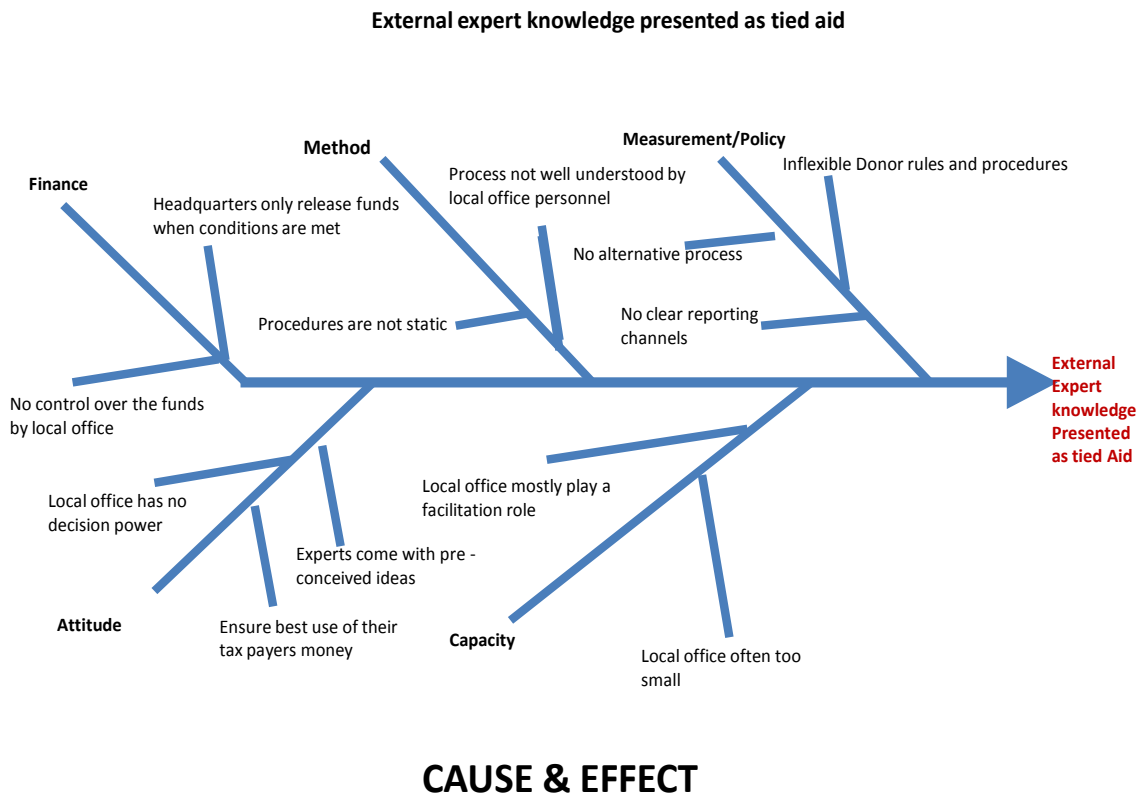 External expert knowledge presented as tied aid
Method
Measurement/Policy
Finance
Process not well understood by
local office personnel
Inflexible Donor rules and procedures
Headquarters only release funds
when conditions are met
No alternative process
Procedures are not static
No clear reporting
channels
External
Expert
knowledge
Presented
as tied Aid
No control over the funds
by local office
Local office has no
decision power
Local office mostly play a
facilitation role
Experts come with pre -
conceived ideas
Attitude
Ensure best use of their
tax payers money
Capacity
Local office often too
small
CAUSE & EFFECT